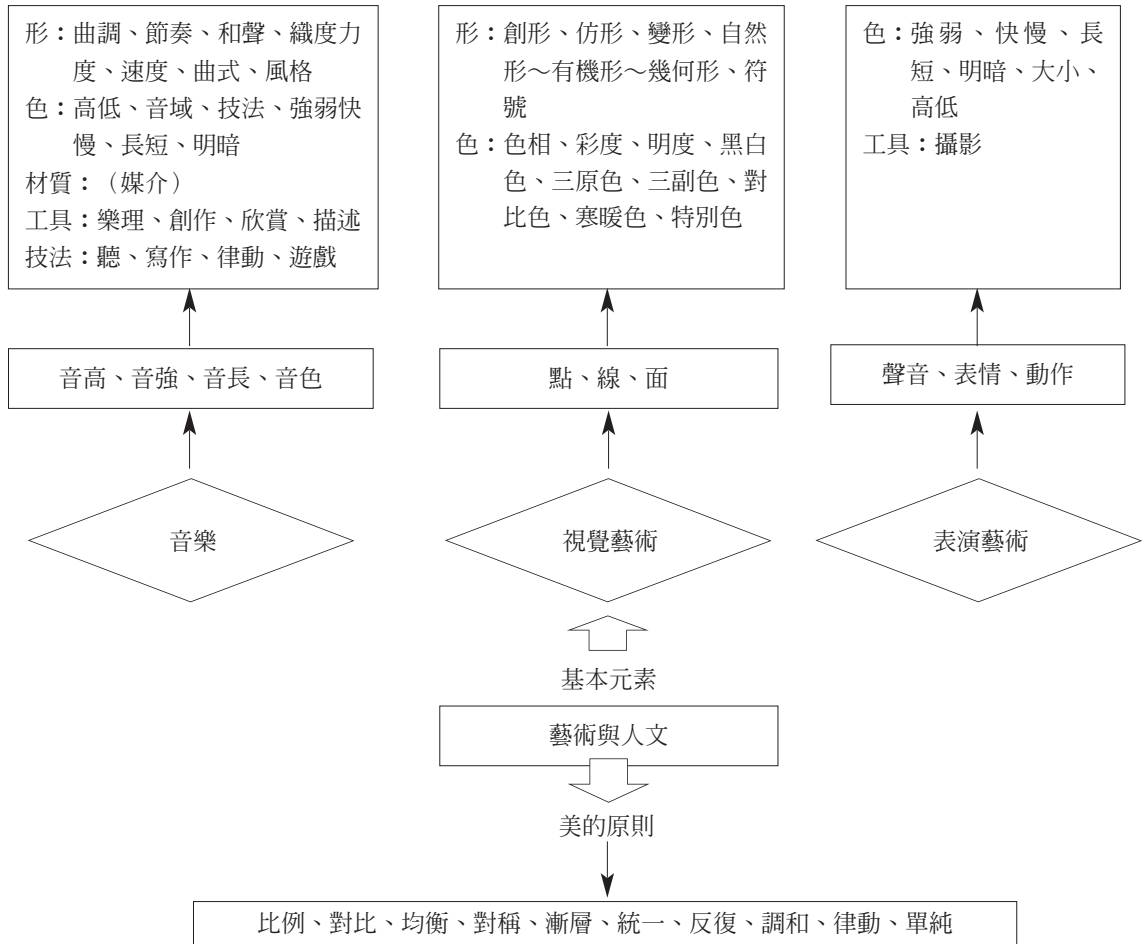 形：曲調、節奏、和聲、織度力
度、速度、曲式、風格
色：高低、音域、技法、強弱快
慢、長短、明暗
材質：（媒介）
工具：樂理、創作、欣賞、描述
技法：聽、寫作、律動、遊戲
形：創形、仿形、變形、自然
形～有機形～幾何形、符
號
色：色相、彩度、明度、黑白
色、三原色、三副色、對
比色、寒暖色、特別色
色：強弱、快慢、長
短、明暗、大小、
高低
工具：攝影
音高、音強、音長、音色
點、線、面
聲音、表情、動作
音樂
視覺藝術
表演藝術
基本元素
藝術與人文
美的原則
比例、對比、均衡、對稱、漸層、統一、反復、調和、律動、單純